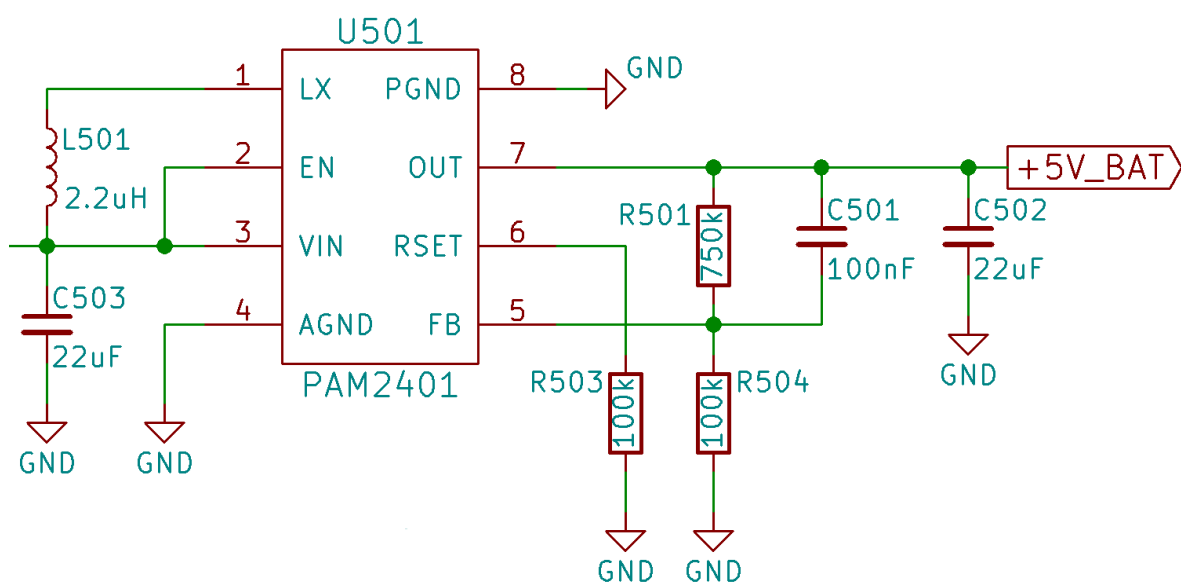 U501
1
LX
PGND
8
GND
L501
2.2uH
2
EN
OUT
7
+5V_BAT
R501
750k
C501
100nF
C502
22uF
3
VIN
RSET
6
C503
22uF
4
AGND
FB
5
PAM2401
R503
100k
100k
R504
GND
GND
GND
GND
GND